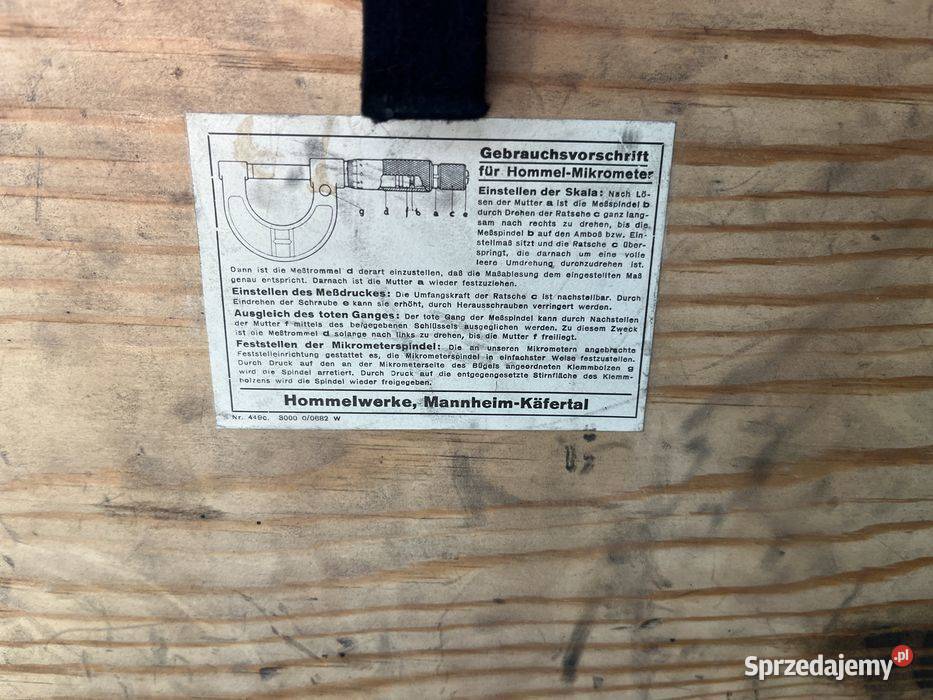 Gebrauchsvorschrift
für Hommel-Mikrometer
Einstellen der Skala: Nach Lö-
sen der Mutter a ist die Meßspindel b
durch Drehen der Ratsche c ganz lang-
sam nach rechts zu drehen, bis die
Meßspindel b auf den Amboß bzw. Ein-
stellmaß sitzt und die Ratsche c über-
springt, die darnach um eine volle
leere Umdrehung durchzudrehen ist.
g d f b a c e
Dann ist die Meßtrommel d derart einzustellen, daß die Maßablesung dem eingestellten Maß
genau entspricht. Darnach ist die Mutter a wieder festzuziehen.
Einstellen des Meßdruckes: Die Umfangskraft der Ratsche c ist nachstellbar. Durch
Eindrehen der Schraube e kann sie erhöht, durch Herausschrauben verringert werden.
Ausgleich des toten Ganges: Der tote Gang der Meßspindel kann durch Nachstellen
der Mutter f mittels des beigegebenen Schlüssels ausgeglichen werden. Zu diesem Zweck
ist die Meßtrommel d solange nach links zu drehen, bis die Mutter f freiliegt.
Feststellen der Mikrometerspindel: Die an unseren Mikrometern angebrachte
Feststelleinrichtung gestattet es, die Mikrometerspindel in einfachster Weise festzustellen.
Durch Druck auf den an der Mikrometerseite des Bügels angeordneten Klemmbolzen g
wird die Spindel arretiert. Durch Druck auf die entgegengesetzte Stirnfläche des Klemm-
bolzens wird die Spindel wieder freigegeben.
Hommelwerke, Mannheim-Käfertal
Nr. 449c. 3000 0/0682 W
Sprzedajemy.pl